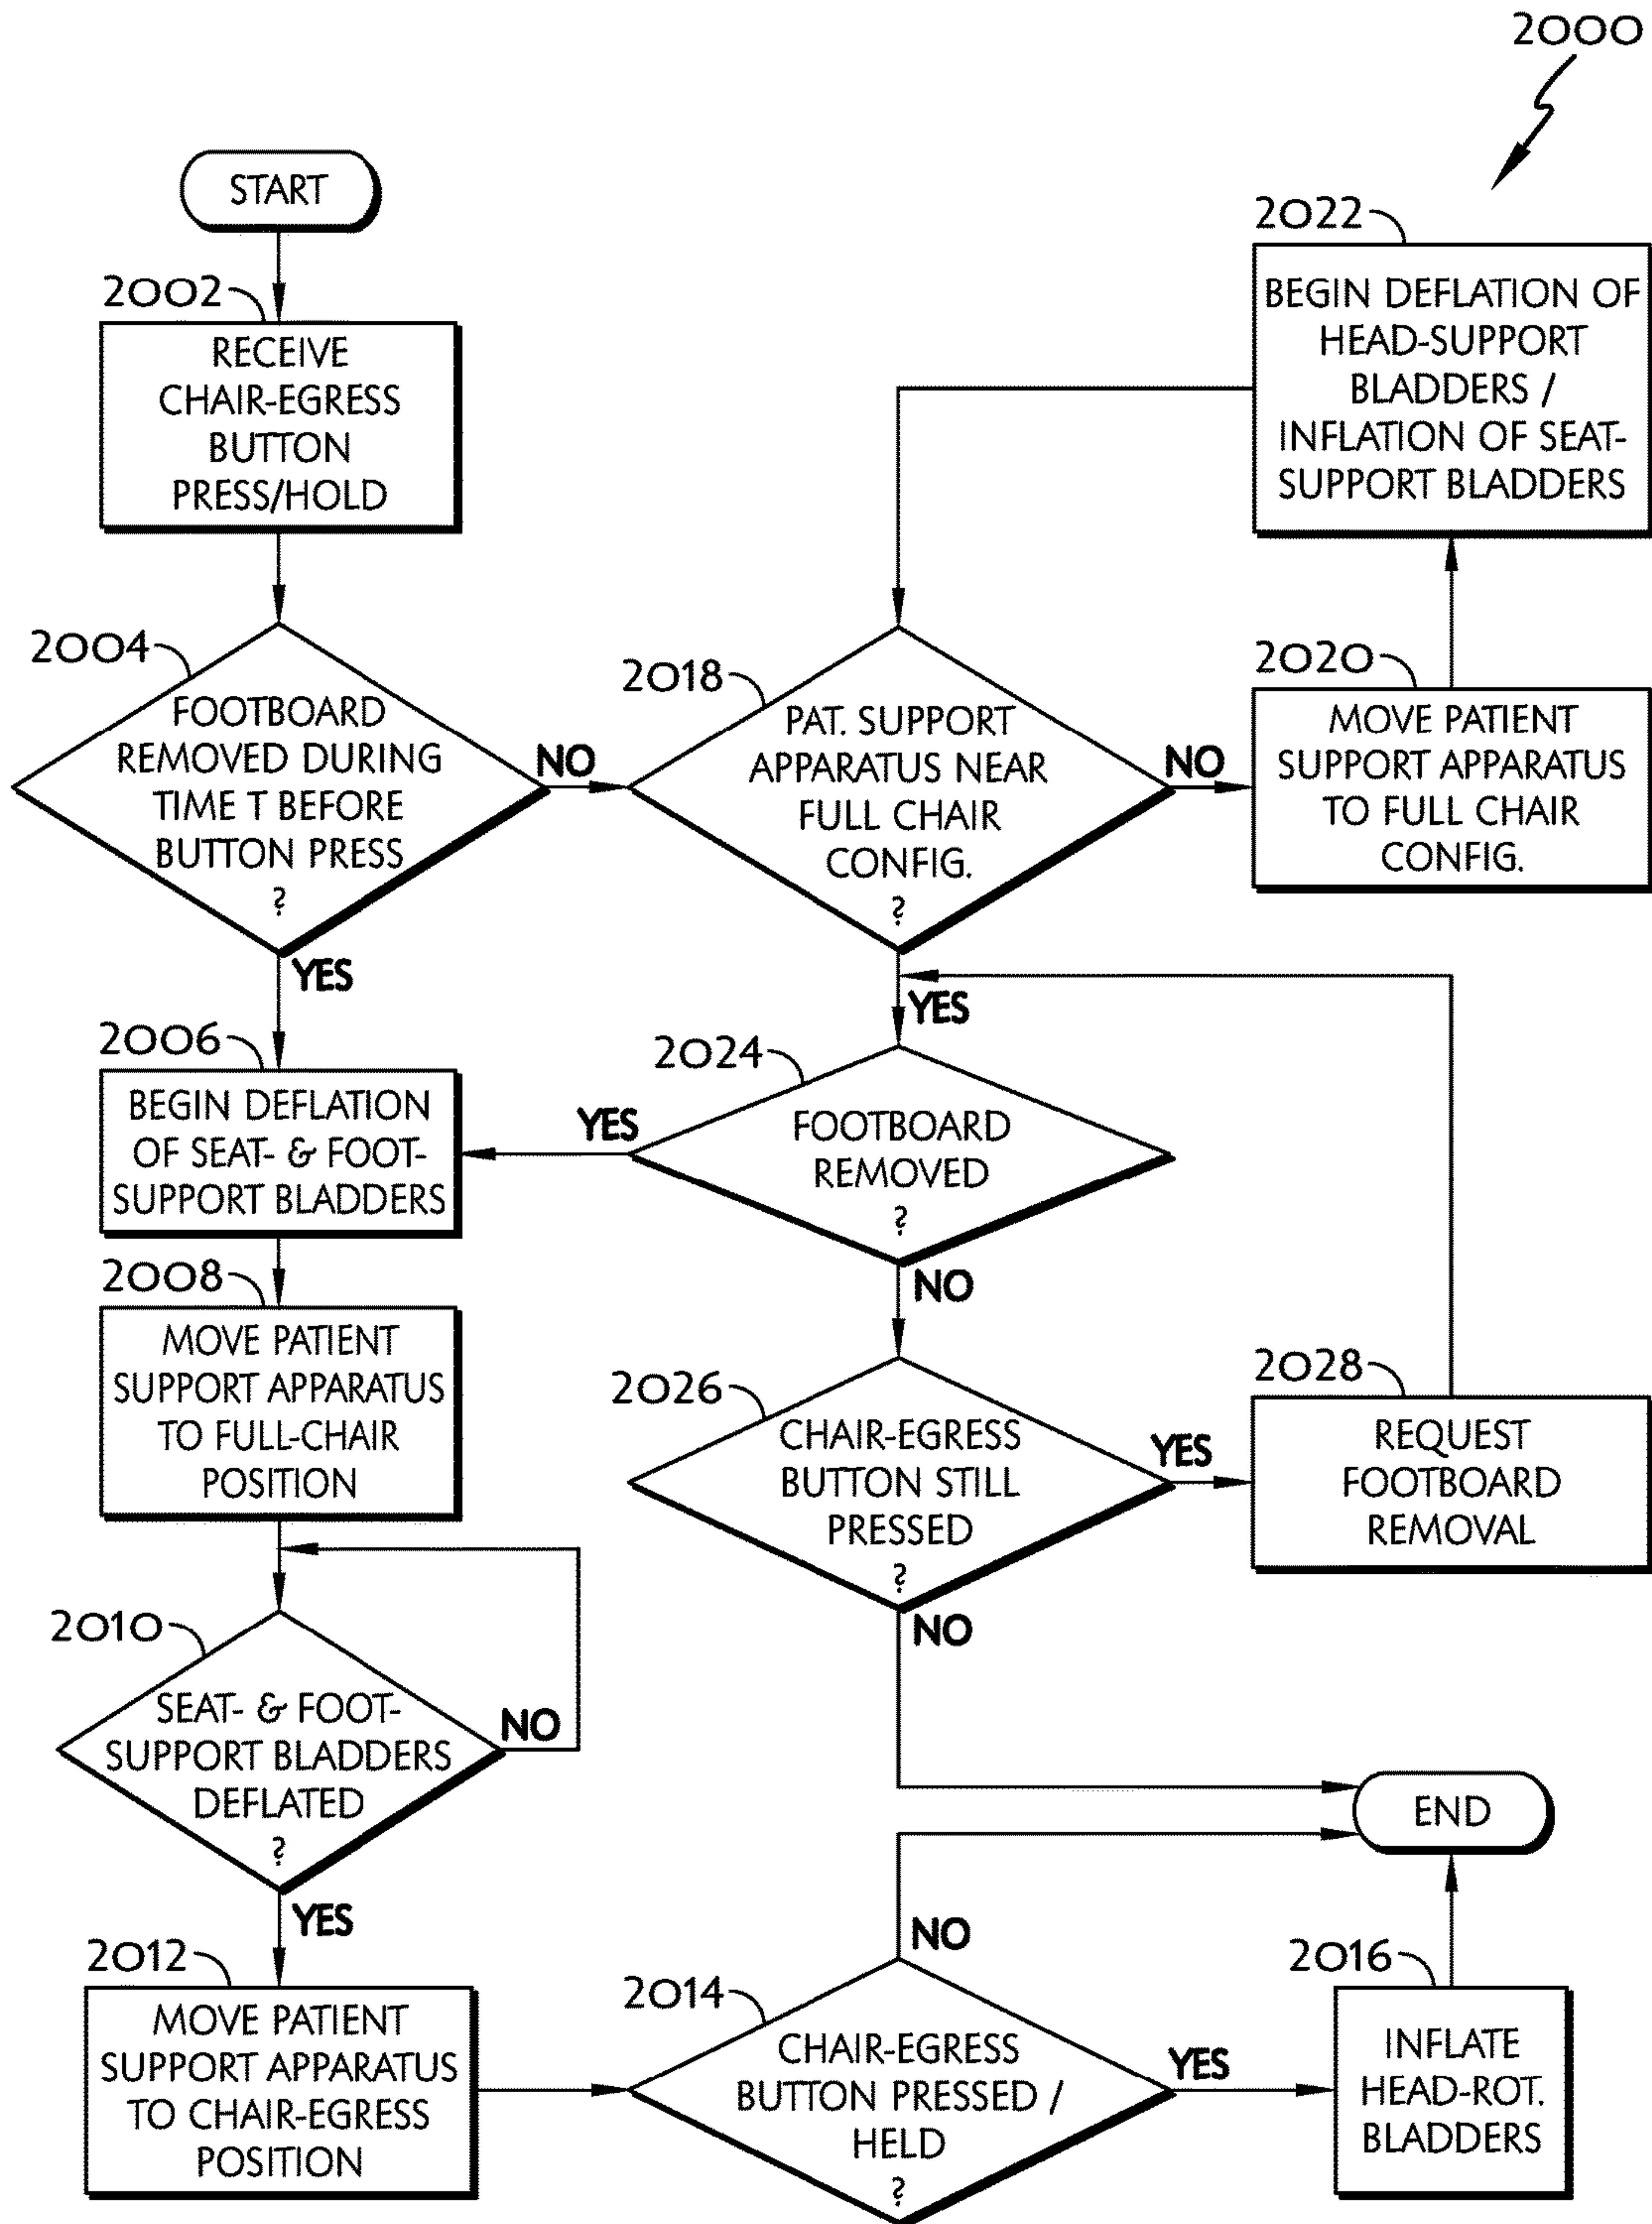 2000
START
2002
RECEIVE
CHAIR-EGRESS
BUTTON
PRESS/HOLD
2004
FOOTBOARD
REMOVED DURING
TIME T BEFORE
BUTTON PRESS
?
NO
YES
2006
BEGIN DEFLATION
OF SEAT- & FOOT-
SUPPORT BLADDERS
2008
MOVE PATIENT
SUPPORT APPARATUS
TO FULL-CHAIR
POSITION
2010
SEAT- & FOOT-
SUPPORT BLADDERS
DEFLATED
?
NO
YES
2012
MOVE PATIENT
SUPPORT APPARATUS
TO CHAIR-EGRESS
POSITION
2014
CHAIR-EGRESS
BUTTON PRESSED /
HELD
?
NO
YES
2016
INFLATE
HEAD-ROT.
BLADDERS
2018
PAT. SUPPORT
APPARATUS NEAR
FULL CHAIR
CONFIG.
?
NO
YES
2020
MOVE PATIENT
SUPPORT APPARATUS
TO FULL CHAIR
CONFIG.
2022
BEGIN DEFLATION OF
HEAD-SUPPORT
BLADDERS /
INFLATION OF SEAT-
SUPPORT BLADDERS
2024
FOOTBOARD
REMOVED
?
YES
NO
2026
CHAIR-EGRESS
BUTTON STILL
PRESSED
?
YES
NO
2028
REQUEST
FOOTBOARD
REMOVAL
END